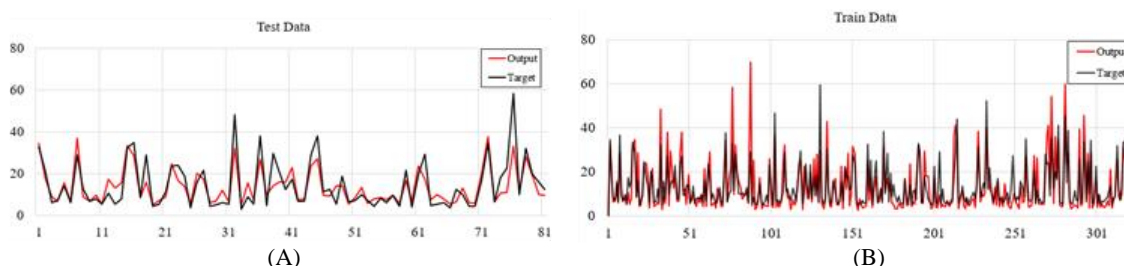 Test Data
80
60
40
20
0
1 11 21 31 41 51 61 71 81
Output
Target
(A)
Train Data
80
60
40
20
0
1 51 101 151 201 251 301
Output
Target
(B)